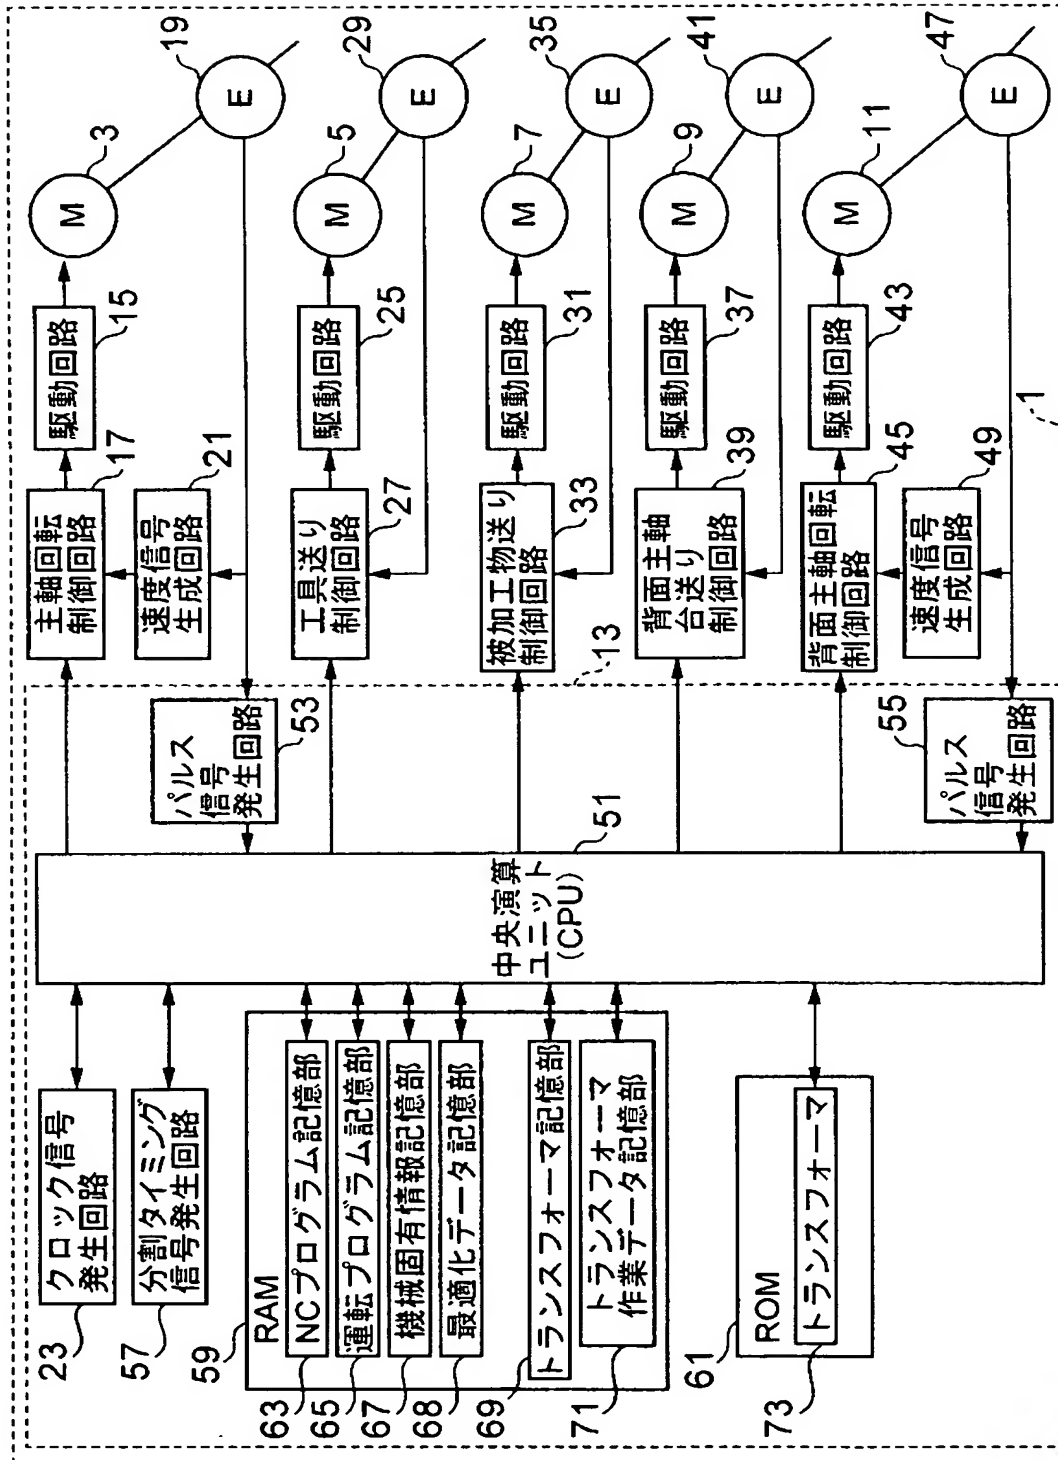 クロック信号
発生回路
23
分割タイミング
信号発生回路
57
RAM
59
NCプログラム記憶部
63
運転プログラム記憶部
65
機械固有情報記憶部
67
最適化データ記憶部
68
トランスフォーマ記憶部
69
トランスフォーマ
作業データ記憶部
71
ROM
61
トランスフォーマ
73
中央演算
ユニット
(CPU)
51
パルス
信号
発生回路
53
パルス
信号
発生回路
55
13
主軸回転
制御回路
17
速度信号
生成回路
21
駆動回路
15
M
3
E
19
工具送り
制御回路
27
駆動回路
25
M
5
E
29
被加工物送り
制御回路
33
駆動回路
31
M
7
E
35
背面主軸
台送り
制御回路
39
駆動回路
37
M
9
E
41
背面主軸回転
制御回路
45
速度信号
生成回路
49
駆動回路
43
M
11
E
47
1